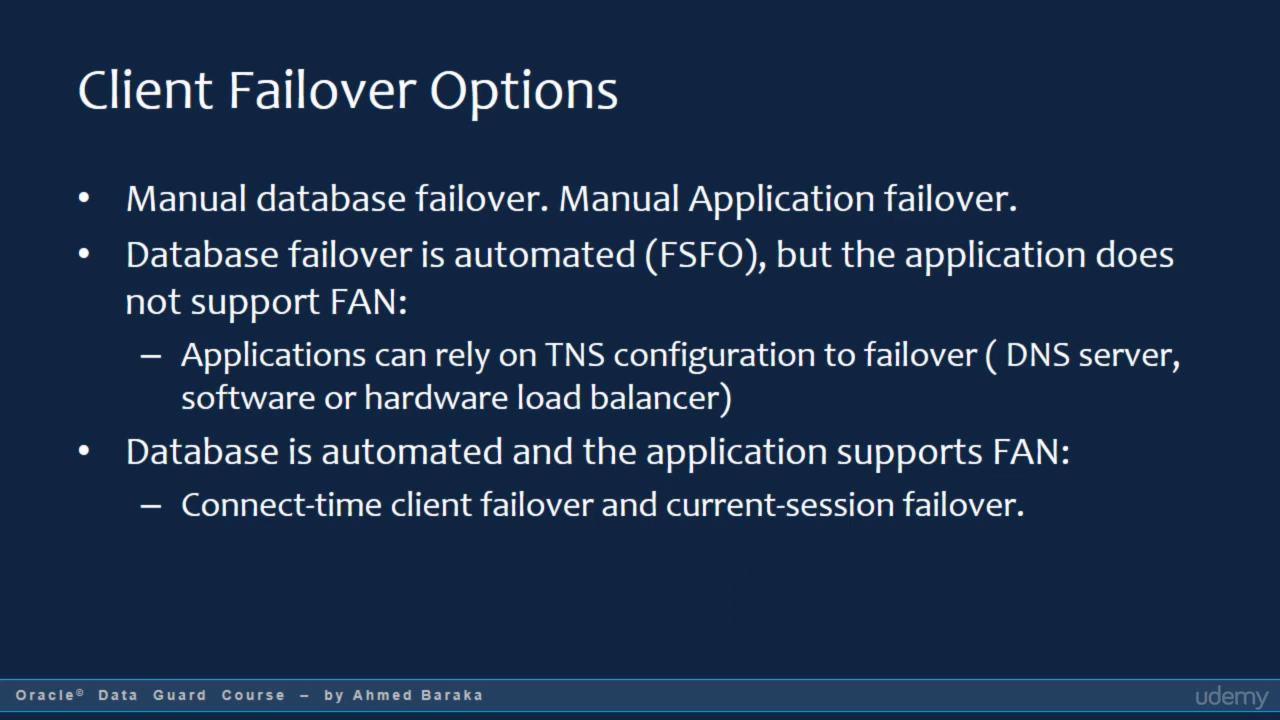 Client Failover Options
• Manual database failover. Manual Application failover.
• Database failover is automated (FSFO), but the application does
not support FAN:
– Applications can rely on TNS configuration to failover ( DNS server,
software or hardware load balancer)
• Database is automated and the application supports FAN:
– Connect-time client failover and current-session failover.
Oracle© Data Guard Course – by Ahmed Baraka
udemy